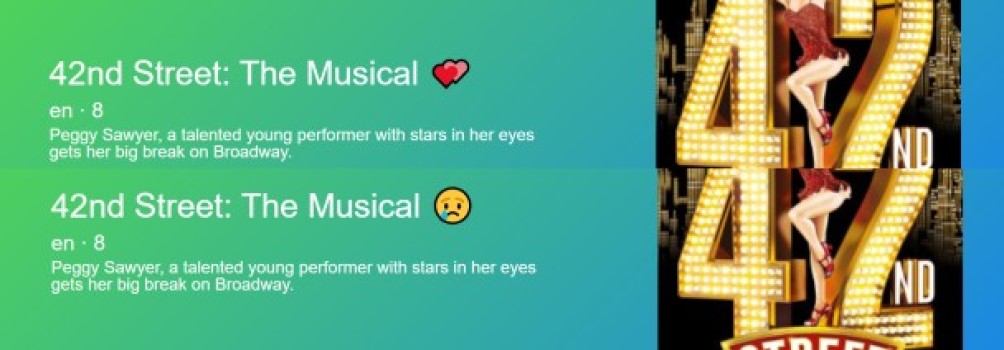 42nd Street: The Musical 💕
en · 8
Peggy Sawyer, a talented young performer with stars in her eyes
gets her big break on Broadway.
42ND
42nd Street: The Musical 😢
en · 8
Peggy Sawyer, a talented young performer with stars in her eyes
gets her big break on Broadway.
42ND
STREET